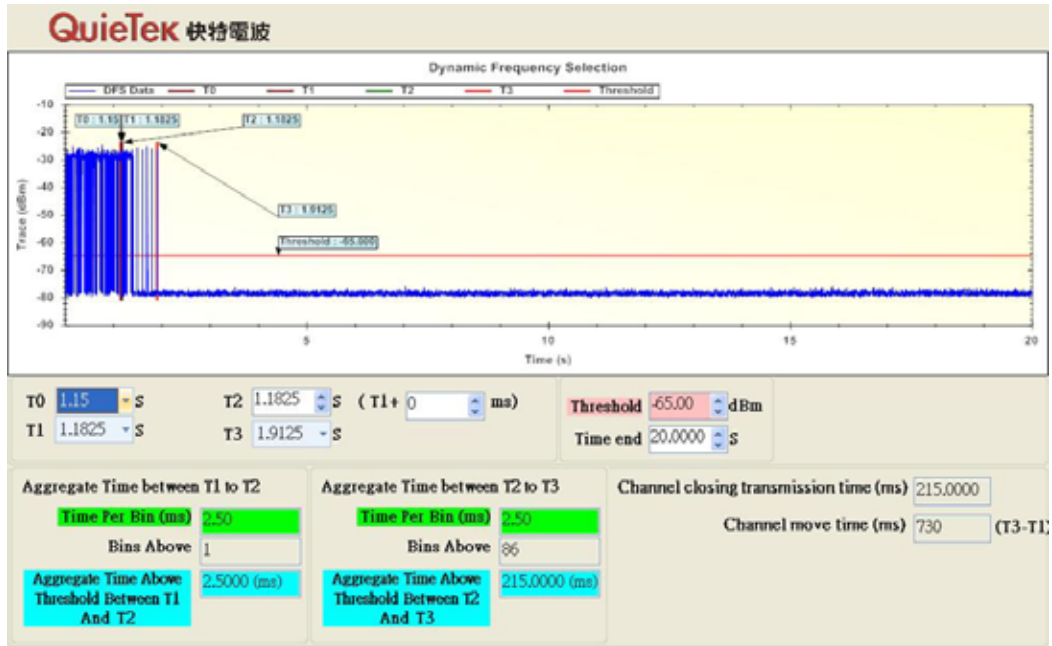 QuieTek 快特電波
Dynamic Frequency Selection
DFS Data T0 T1 T2 T3 Threshold
-10
T0 : 1.15 T1 : 1.1825 T2 : 1.1825
-20
-30
-40
T3 : 1.9125
-50
Threshold : -65.000
-60
-70
-80
-90
Trace (dBm)
5 10 15 20
Time (s)
T0 1.15 S T2 1.1825 S ( T1+ 0 ms) Threshold -65.00 dBm
T1 1.1825 S T3 1.9125 S Time end 20.0000 S
Aggregate Time between T1 to T2
Time Per Bin (ms) 2.50
Bins Above 1
Aggregate Time Above 2.5000 (ms)
Threshold Between T1
And T2
Aggregate Time between T2 to T3
Time Per Bin (ms) 2.50
Bins Above 86
Aggregate Time Above 215.0000 (ms)
Threshold Between T2
And T3
Channel closing transmission time (ms) 215.0000
Channel move time (ms) 730 (T3-T1)